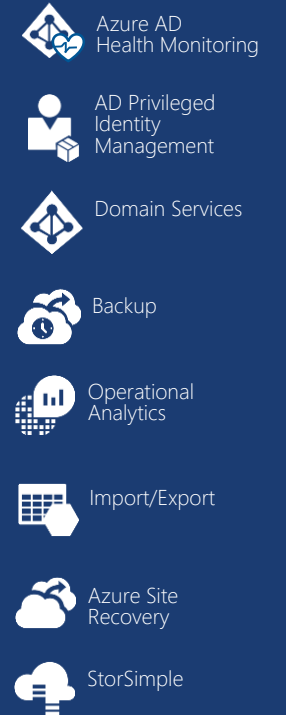 Azure AD
Health Monitoring
AD Privileged
Identity
Management
Domain Services
Backup
Operational
Analytics
Import/Export
Azure Site
Recovery
StorSimple